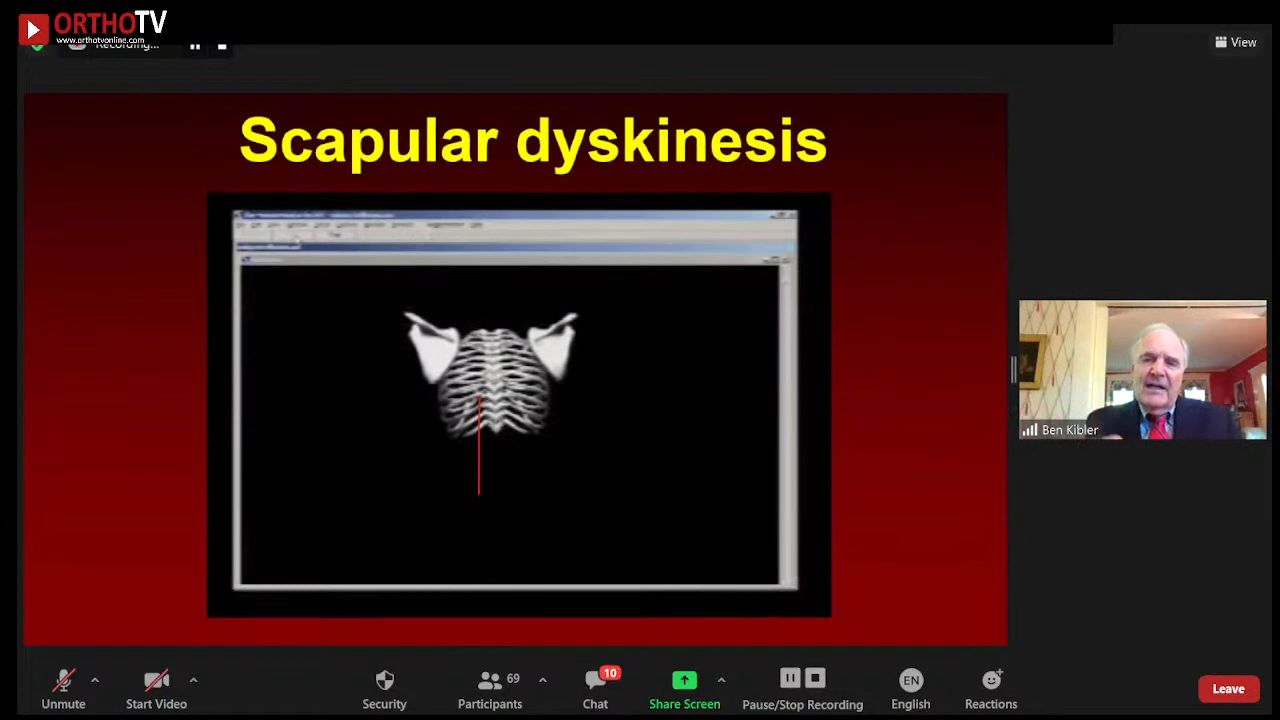 ORTHOTV
www.orthotvonline.com
Recording...
View
Scapular dyskinesis
Ben Kibler
69
10
EN
Unmute
Start Video
Security
Participants
Chat
Share Screen
Pause/Stop Recording
English
Reactions
Leave